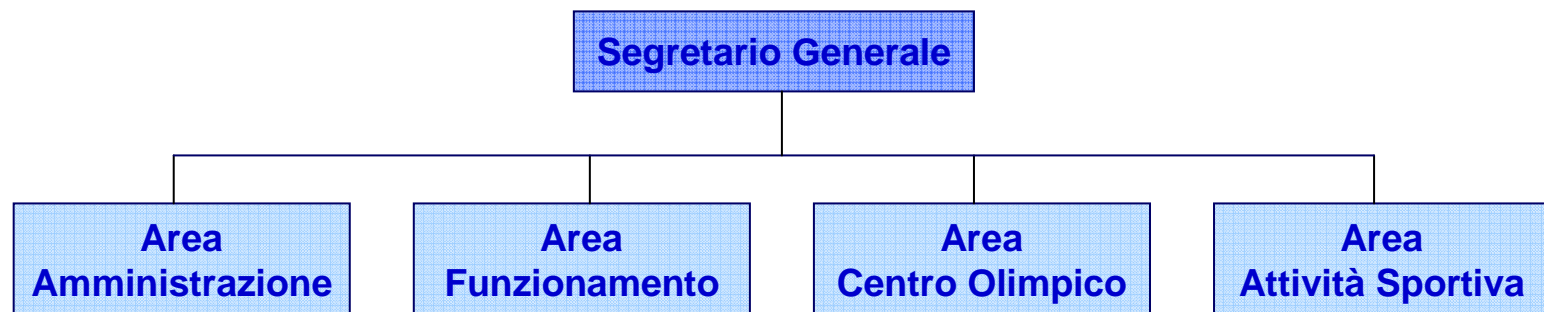 Segretario Generale
Area
Amministrazione
Area
Funzionamento
Area
Centro Olimpico
Area
Attività Sportiva